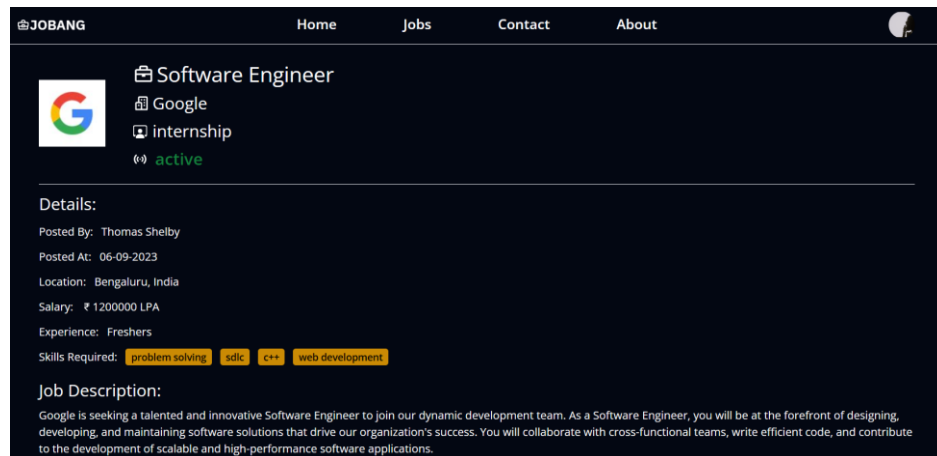 JOBANG Home Jobs Contact About
Software Engineer
Google
internship
active
Details:
Posted By: Thomas Shelby
Posted At: 06-09-2023
Location: Bengaluru, India
Salary: ₹ 1200000 LPA
Experience: Freshers
Skills Required: problem solving sdlc c++ web development
Job Description:
Google is seeking a talented and innovative Software Engineer to join our dynamic development team. As a Software Engineer, you will be at the forefront of designing,
developing, and maintaining software solutions that drive our organization's success. You will collaborate with cross-functional teams, write efficient code, and contribute
to the development of scalable and high-performance software applications.